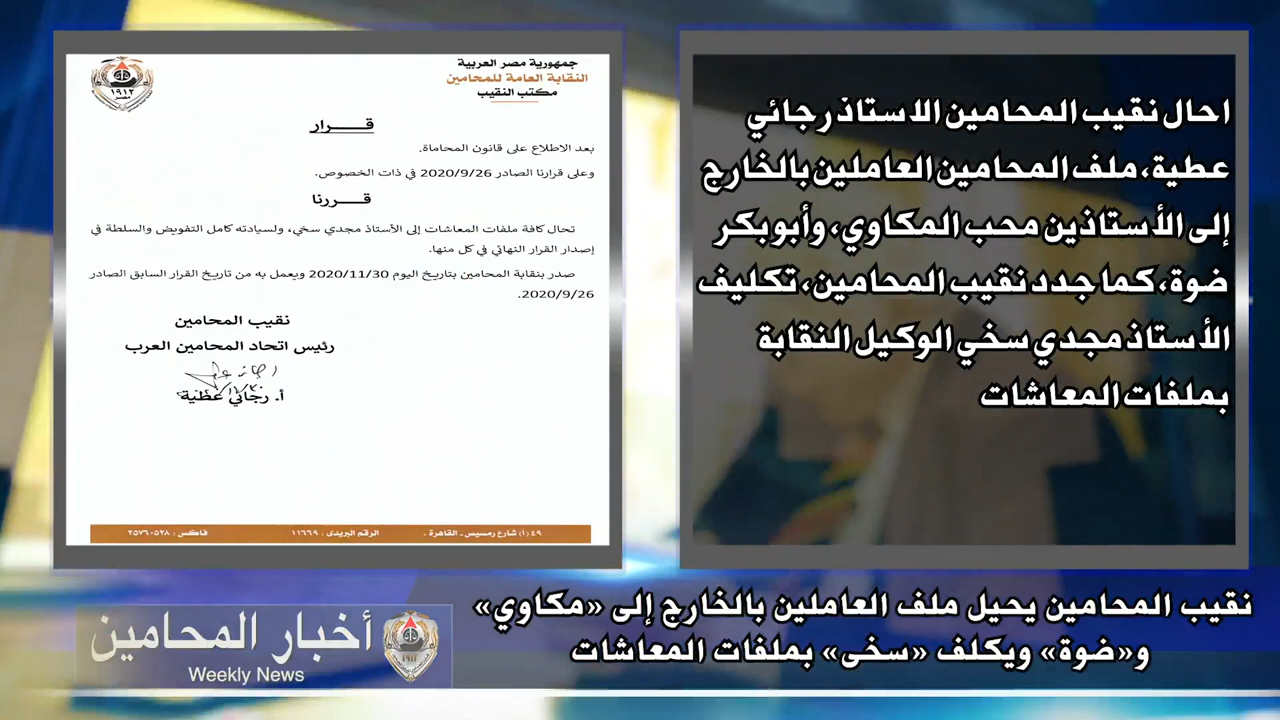 جمهورية مصر العربية
النقابة العامة للمحامين
مكتب النقيب
١٩١٢
مصر
قـــــرار
بعد الاطلاع على قانون المحاماة.
وعلى قرارنا الصادر 2020/9/26 في ذات الخصوص.
قـــــررنا
تحال كافة ملفات المعاشات إلى الأستاذ مجدي سخي، ولسيادته كامل التفويض والسلطة في
إصدار القرار النهائي في كل منها.
صدر بنقابة المحامين بتاريخ اليوم 2020/11/30 ويعمل به من تاريخ القرار السابق الصادر
2020/9/26.
نقيب المحامين
رئيس اتحاد المحامين العرب
أ. رجائي عطية
٤٩ (أ) شارع رمسيس ـ القاهرة . الرقم البريدى : ١١٦٦٩ فاكس : ٢٥٧٦٠٥٢٨
احال نقيب المحامين الاستاذ رجائي
عطية، ملف المحامين العاملين بالخارج
إلى الأستاذين محب المكاوي، وأبوبكر
ضوة، كما جدد نقيب المحامين، تكليف
الأستاذ مجدي سخي الوكيل النقابة
بملفات المعاشات
نقيب المحامين يحيل ملف العاملين بالخارج إلى «مكاوي»
و«ضوة» ويكلف «سخى» بملفات المعاشات
أخبار المحامين
Weekly News
١٩١٢